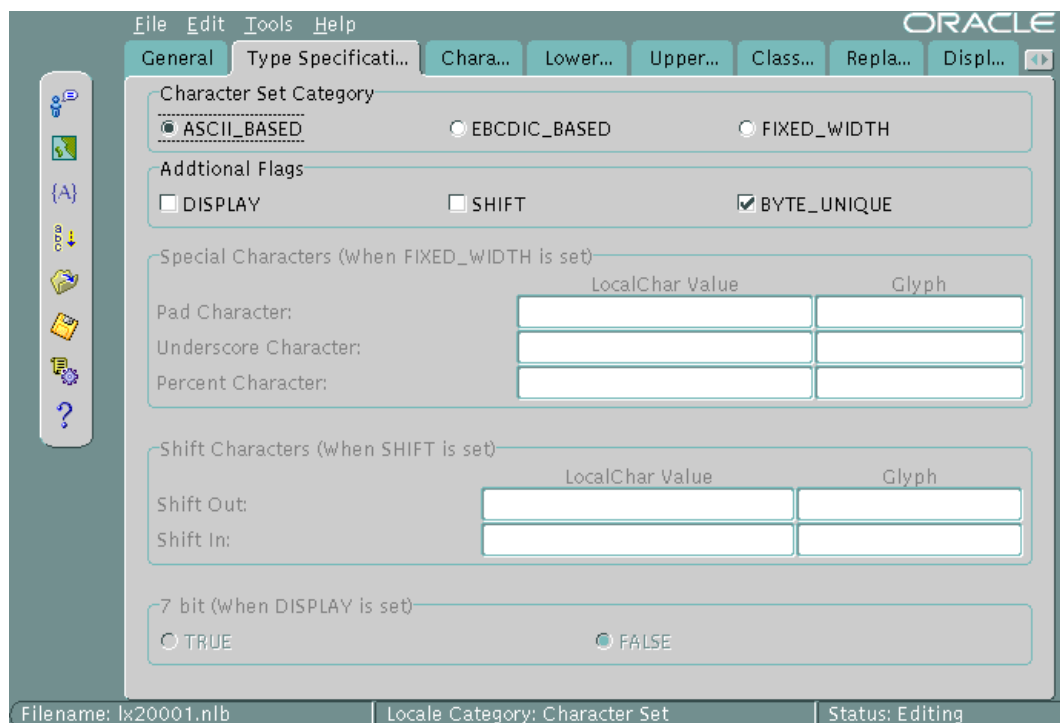 File Edit Tools Help ORACLE
General Type Specificati... Chara... Lower... Upper... Class... Repla... Displ...
Character Set Category
ASCII_BASED EBCDIC_BASED FIXED_WIDTH
Addtional Flags
DISPLAY SHIFT BYTE_UNIQUE
{A}
a
b
c
Special Characters (When FIXED_WIDTH is set)
LocalChar Value Glyph
Pad Character:
Underscore Character:
Percent Character:
?
Shift Characters (When SHIFT is set)
LocalChar Value Glyph
Shift Out:
Shift In:
7 bit (When DISPLAY is set)
TRUE FALSE
Filename: lx20001.nlb Locale Category: Character Set Status: Editing